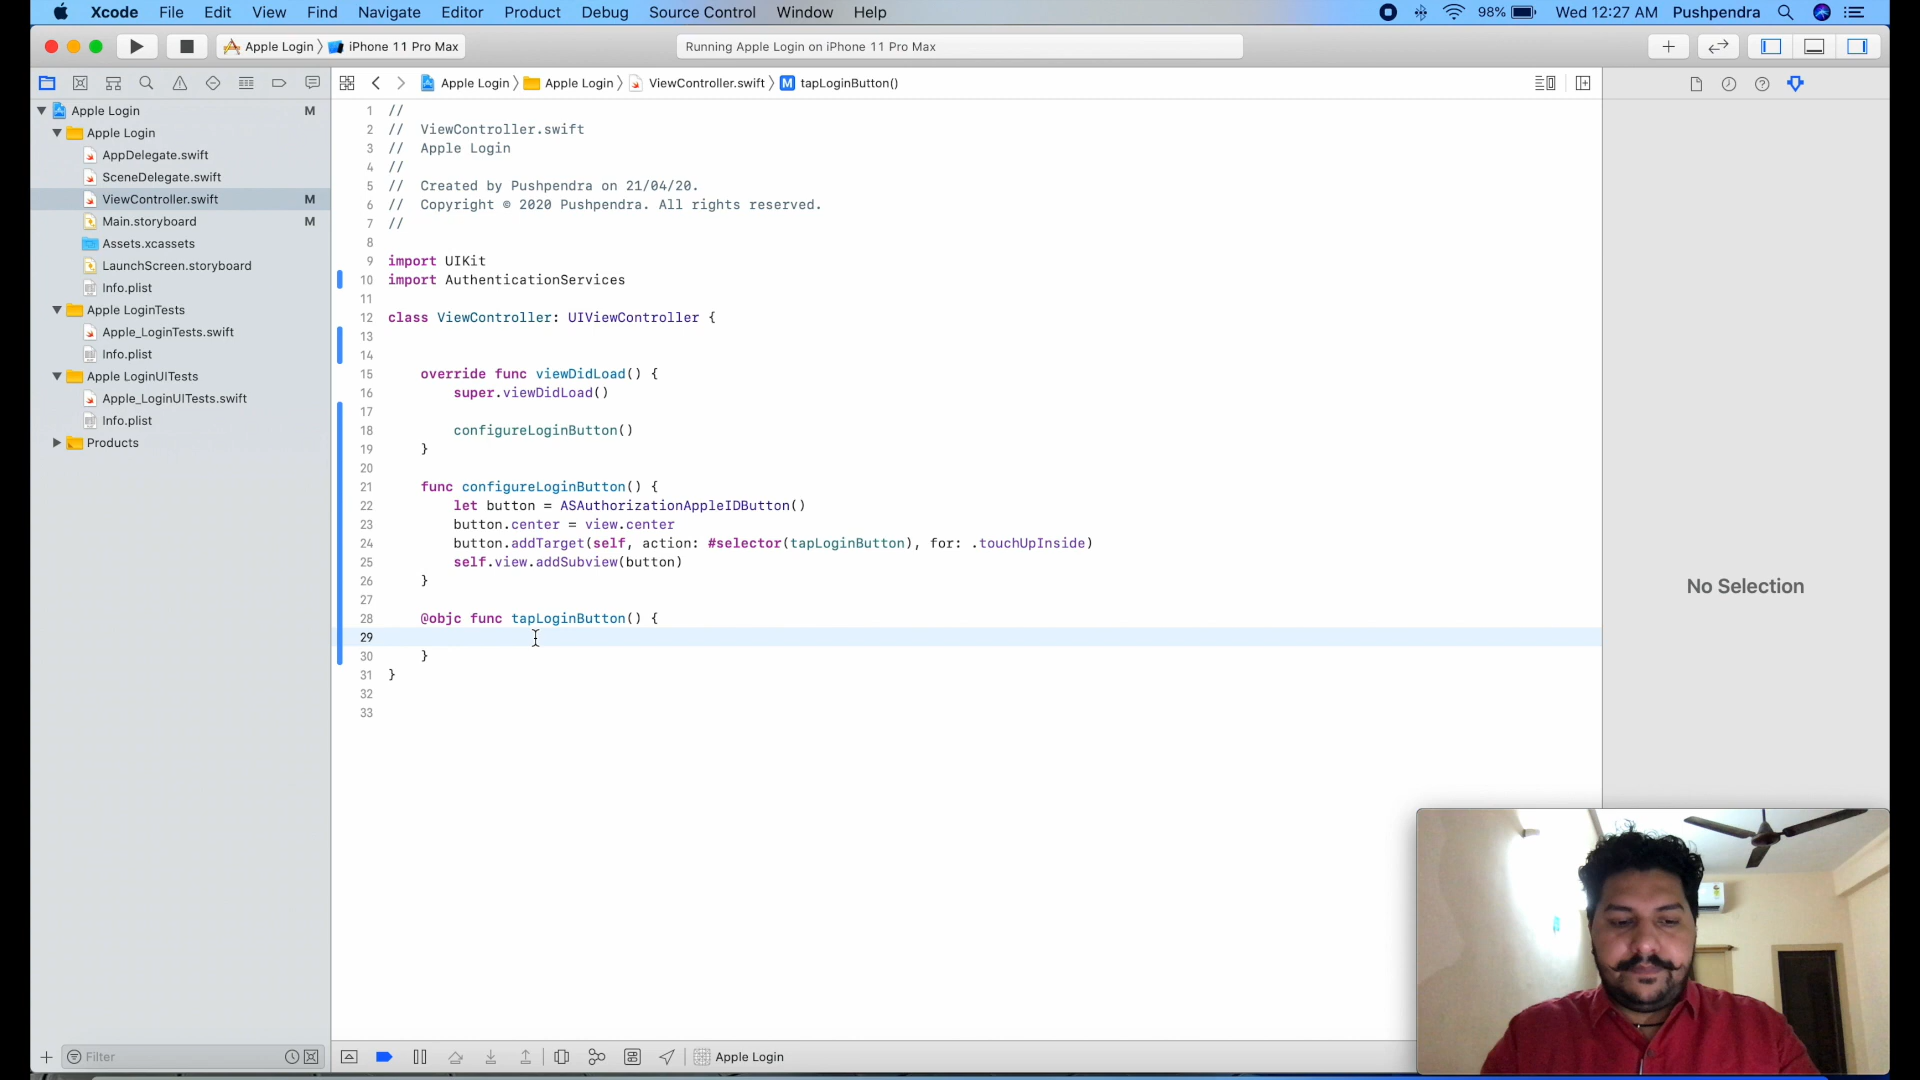 Xcode File Edit View Find Navigate Editor Product Debug Source Control Window Help 98% Wed 12:27 AM Pushpendra
Apple Login iPhone 11 Pro Max Running Apple Login on iPhone 11 Pro Max
Apple Login Apple Login ViewController.swift M tapLoginButton()
Apple Login M
Apple Login
AppDelegate.swift
SceneDelegate.swift
ViewController.swift M
Main.storyboard M
Assets.xcassets
LaunchScreen.storyboard
Info.plist
Apple LoginTests
Apple_LoginTests.swift
Info.plist
Apple LoginUITests
Apple_LoginUITests.swift
Info.plist
Products
1 //
2 // ViewController.swift
3 // Apple Login
4 //
5 // Created by Pushpendra on 21/04/20.
6 // Copyright © 2020 Pushpendra. All rights reserved.
7 //
8
9 import UIKit
10 import AuthenticationServices
11
12 class ViewController: UIViewController {
13
14
15 override func viewDidLoad() {
16 super.viewDidLoad()
17
18 configureLoginButton()
19 }
20
21 func configureLoginButton() {
22 let button = ASAuthorizationAppleIDButton()
23 button.center = view.center
24 button.addTarget(self, action: #selector(tapLoginButton), for: .touchUpInside)
25 self.view.addSubview(button)
26 }
27
28 @objc func tapLoginButton() {
29
30 }
31 }
32
33
No Selection
Filter
Apple Login